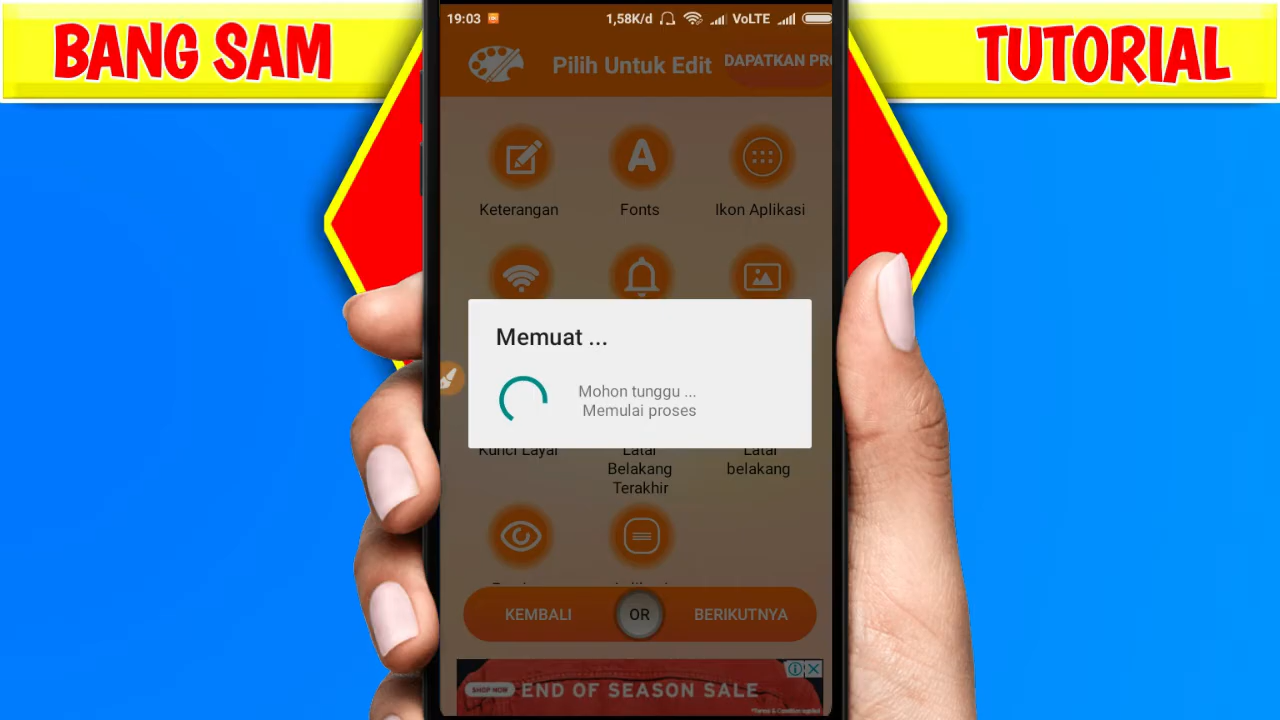 BANG SAM
TUTORIAL
19:03
1,58K/d
VoLTE
Pilih Untuk Edit
DAPATKAN PRO
Keterangan
Fonts
Ikon Aplikasi
Memuat ...
Mohon tunggu ...
Memulai proses
Kunci Layar
Latar
Belakang
Terakhir
Latar
belakang
KEMBALI
OR
BERIKUTNYA
SHOP NOW
END OF SEASON SALE